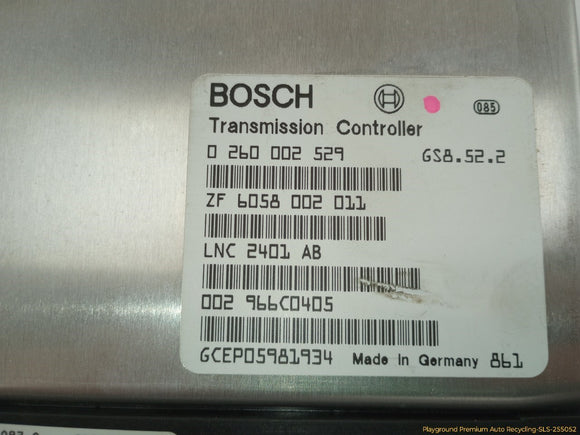 BOSCH 085
Transmission Controller
0 260 002 529 GS8.52.2
ZF 6058 002 011
LNC 2401 AB
002 966C0405
GCEP05981934 Made In Germany 861
Playground Premium Auto Recycling-SLS-255052